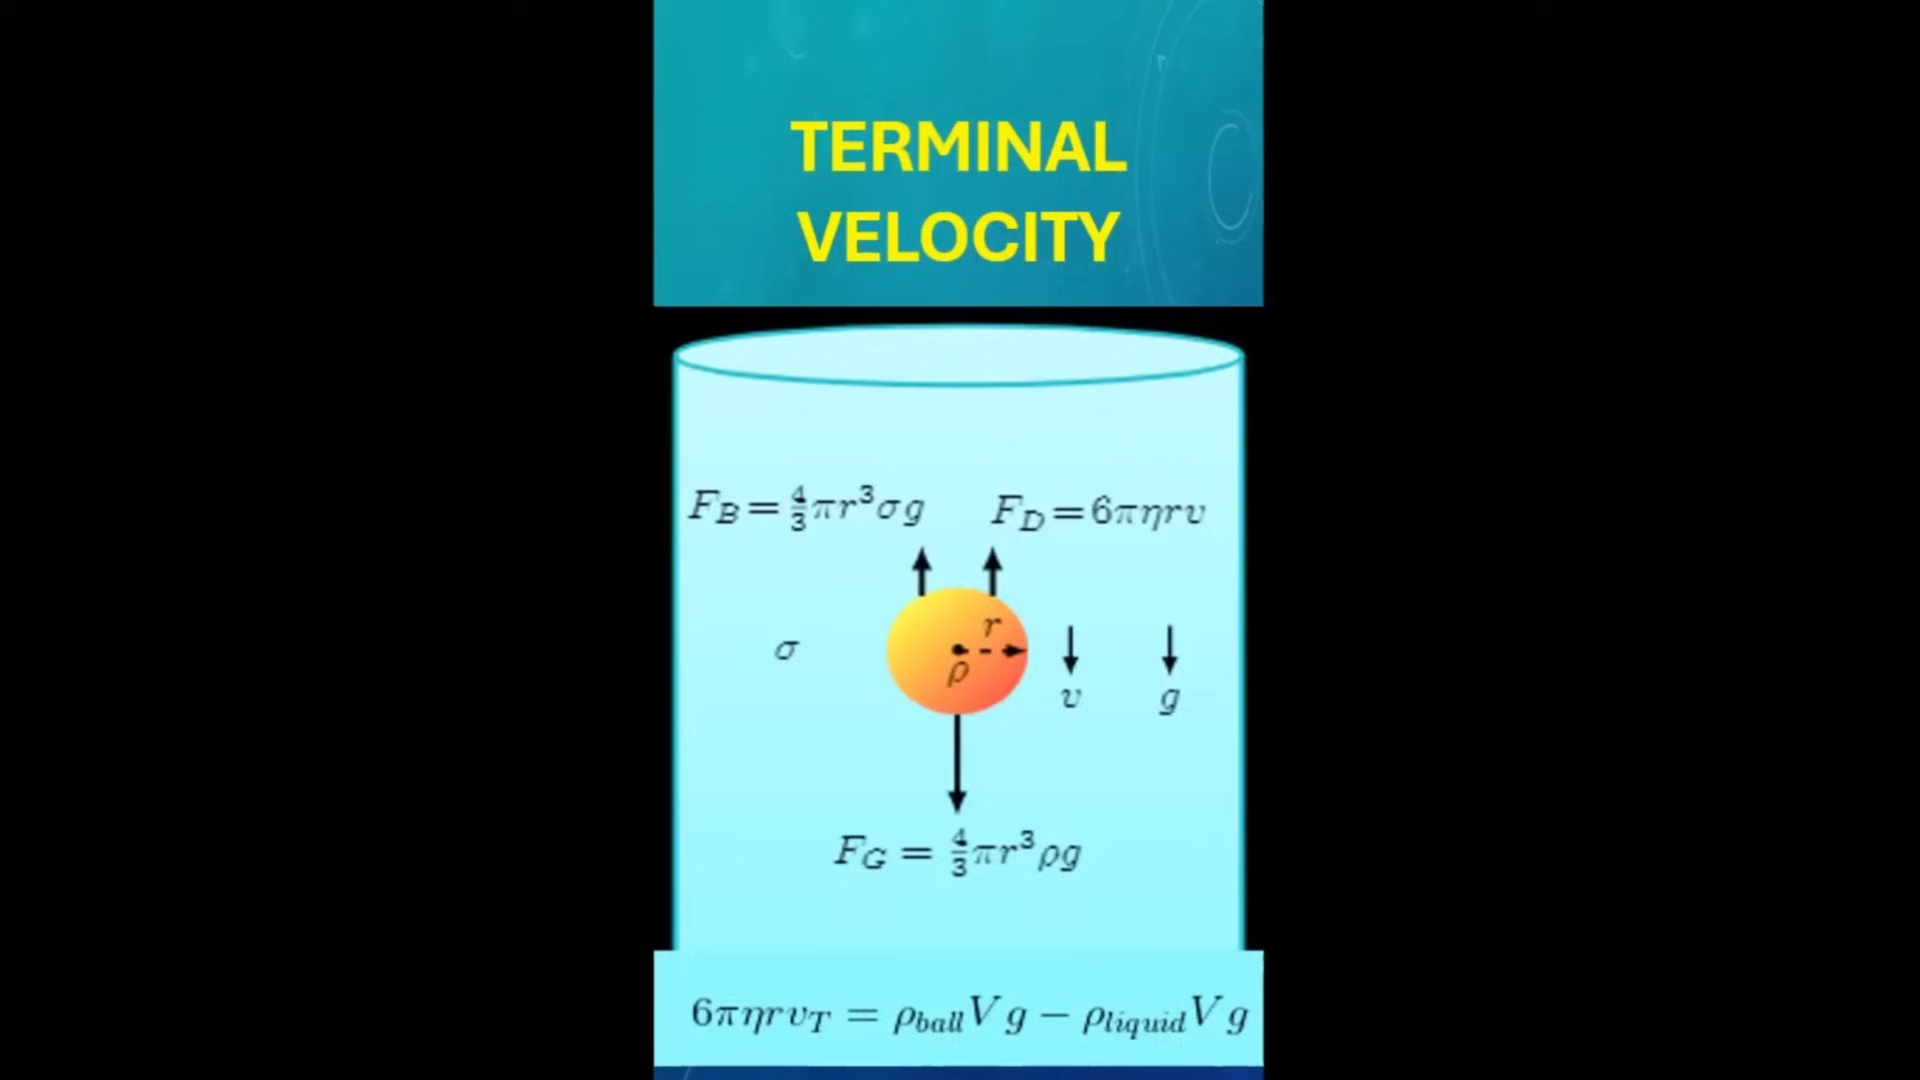 TERMINAL
VELOCITY
F_B = 4/3 πr³σg
F_D = 6πηrv
r
σ
ρ
v
g
F_G = 4/3 πr³ρg
6πηrv_T = ρ_ball V g − ρ_liquid V g